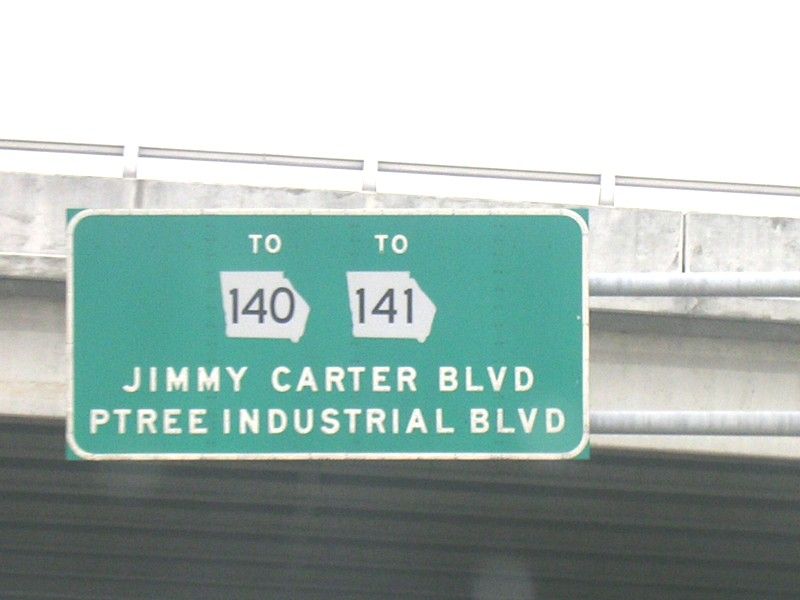 TO TO
140 141
JIMMY CARTER BLVD
PTREE INDUSTRIAL BLVD